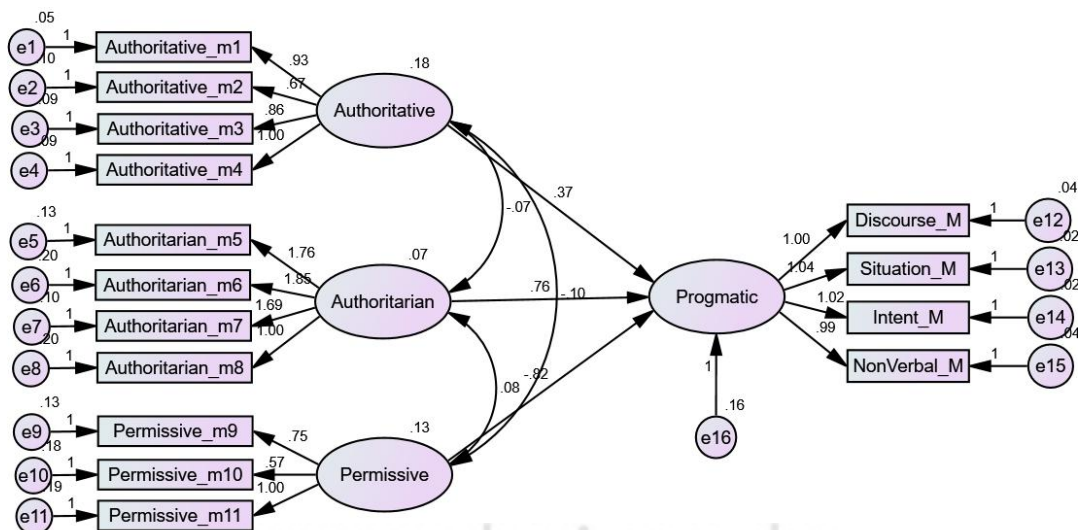 .05
e1
1
Authoritative_m1
.10
e2
1
Authoritative_m2
.09
e3
1
Authoritative_m3
.09
e4
1
Authoritative_m4
.93
.67
.86
1.00
.18
Authoritative
.13
e5
1
Authoritarian_m5
.20
e6
1
Authoritarian_m6
.10
e7
1
Authoritarian_m7
.20
e8
1
Authoritarian_m8
1.76
1.85
1.69
1.00
.07
Authoritarian
.13
e9
1
Permissive_m9
.18
e10
1
Permissive_m10
.19
e11
1
Permissive_m11
.75
.57
1.00
.13
Permissive
-.07
-.10
.08
.37
.76
-.82
Progmatic
1
.16
e16
1.00
1.04
1.02
.99
Discourse_M
1
.04
e12
Situation_M
1
.02
e13
Intent_M
1
.02
e14
NonVerbal_M
1
.04
e15